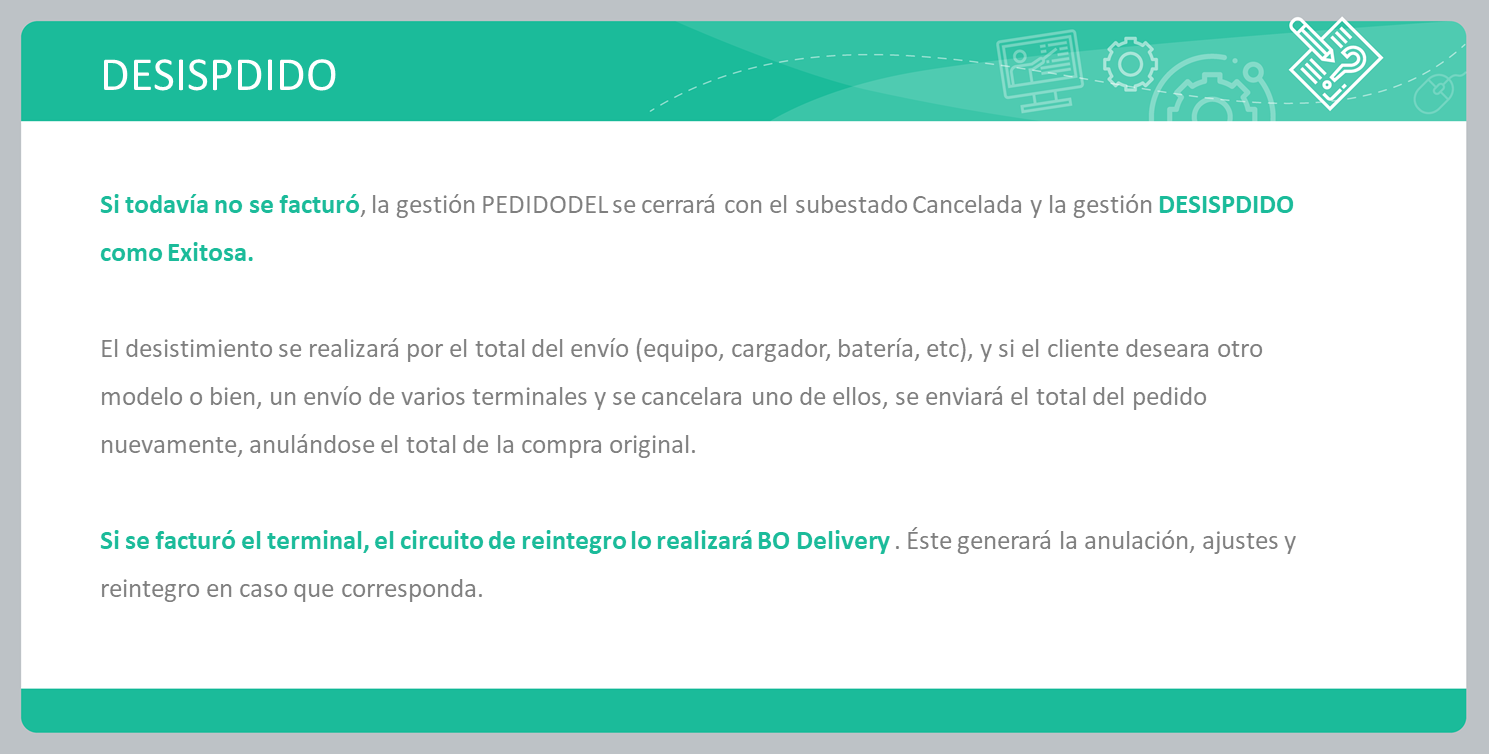 DESISPDIDO
Si todavía no se facturó, la gestión PEDIDODEL se cerrará con el subestado Cancelada y la gestión DESISPDIDO
como Exitosa.
El desistimiento se realizará por el total del envío (equipo, cargador, batería, etc), y si el cliente deseara otro
modelo o bien, un envío de varios terminales y se cancelara uno de ellos, se enviará el total del pedido
nuevamente, anulándose el total de la compra original.
Si se facturó el terminal, el circuito de reintegro lo realizará BO Delivery . Éste generará la anulación, ajustes y
reintegro en caso que corresponda.